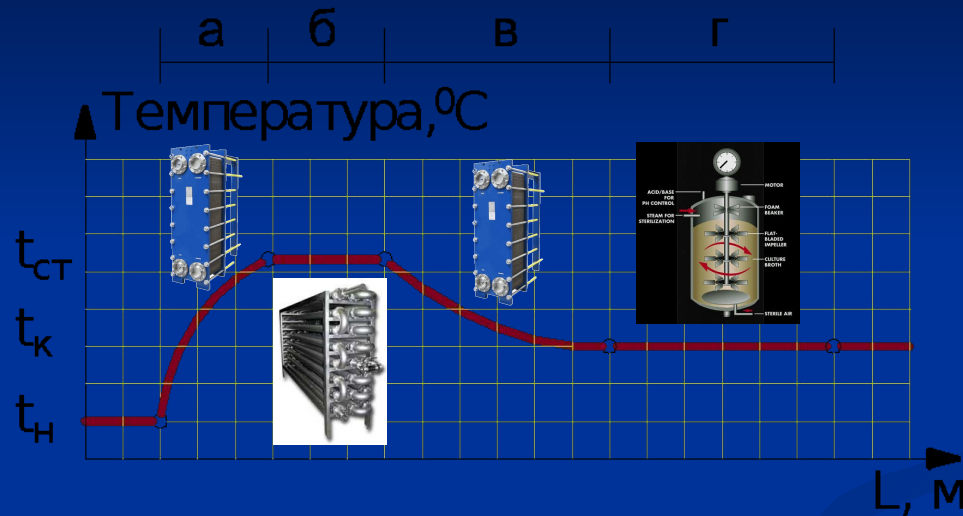 а б в г
Температура,⁰С
tст
tк
tн
L, м
MOTOR
ACID/BASE
FOR
PH CONTROL
STEAM FOR
STERILIZATION
FOAM
BEAKER
FLAT-
BLADED
IMPELLER
CULTURE
BROTH
STERILE AIR